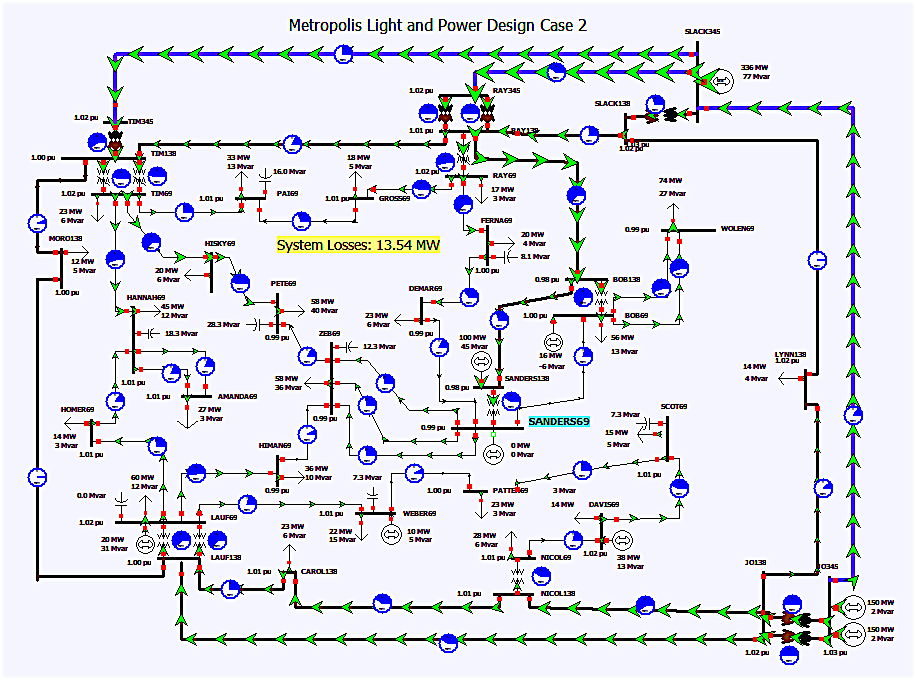 Metropolis Light and Power Design Case 2
SLACK345
336 MW
77 Mvar
1.02 pu
RAY345
SLACK138
1.02 pu
TIM345
1.01 pu
RAY138
1.03 pu
1.02 pu
1.00 pu
TIM138
33 MW
13 Mvar
18 MW
5 Mvar
16.0 Mvar
1.02 pu
RAY69
74 MW
27 Mvar
1.02 pu
TIM69
1.01 pu
PAI69
1.01 pu
GROSS69
17 MW
3 Mvar
23 MW
6 Mvar
FERNA69
0.99 pu
WOLEN69
MORO138
System Losses: 13.54 MW
20 MW
4 Mvar
8.1 Mvar
12 MW
5 Mvar
HISKY69
20 MW
6 Mvar
1.00 pu
1.00 pu
PETE69
DEMAR69
0.98 pu
BOB138
HANNAH69
45 MW
12 Mvar
58 MW
40 Mvar
23 MW
6 Mvar
1.00 pu
BOB69
28.3 Mvar
0.99 pu
ZEB69
0.99 pu
100 MW
45 Mvar
56 MW
13 Mvar
18.3 Mvar
12.3 Mvar
16 MW
-6 Mvar
LYNN138
1.02 pu
14 MW
4 Mvar
1.01 pu
58 MW
36 Mvar
0.98 pu
SANDERS138
1.01 pu
AMANDA69
27 MW
3 Mvar
HOMER69
0.99 pu
0.99 pu
SANDERS69
7.3 Mvar
SCOT69
14 MW
3 Mvar
1.01 pu
HIMAN69
0 MW
0 Mvar
15 MW
5 Mvar
60 MW
12 Mvar
36 MW
10 Mvar
0.99 pu
7.3 Mvar
1.01 pu
0.0 Mvar
1.00 pu
PATTEN69
3 Mvar
23 MW
3 Mvar
14 MW
DAVIS69
1.02 pu
LAUF69
1.01 pu
WEBER69
20 MW
31 Mvar
23 MW
6 Mvar
22 MW
15 Mvar
10 MW
5 Mvar
28 MW
6 Mvar
1.02 pu
38 MW
13 Mvar
1.00 pu
LAUF138
1.01 pu
CAROL138
1.01 pu
NICOL69
JO138
JO345
1.01 pu
NICOL138
150 MW
2 Mvar
150 MW
2 Mvar
1.02 pu
1.03 pu